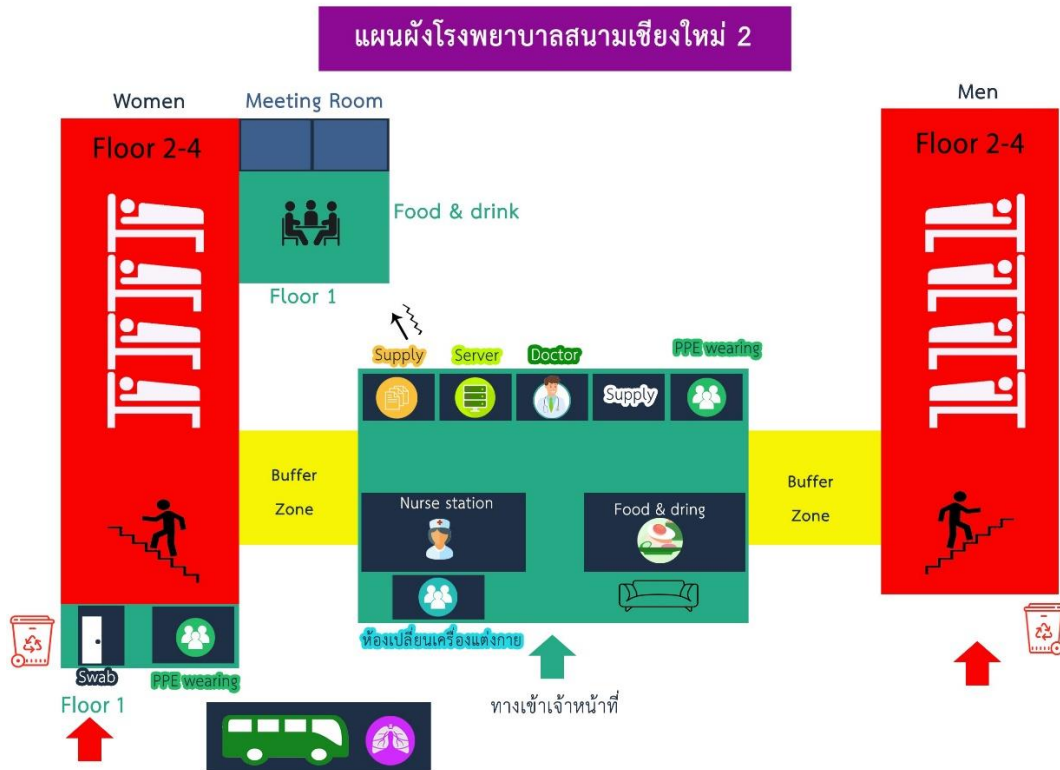 แผนผังโรงพยาบาลสนามเชียงใหม่ 2
Women
Meeting Room
Men
Floor 2-4
Floor 2-4
Food & drink
Floor 1
Supply
Server
Doctor
Supply
PPE wearing
Buffer
Zone
Nurse station
Food & dring
Buffer
Zone
ห้องเปลี่ยนเครื่องแต่งกาย
Swab
PPE wearing
Floor 1
ทางเข้าเจ้าหน้าที่